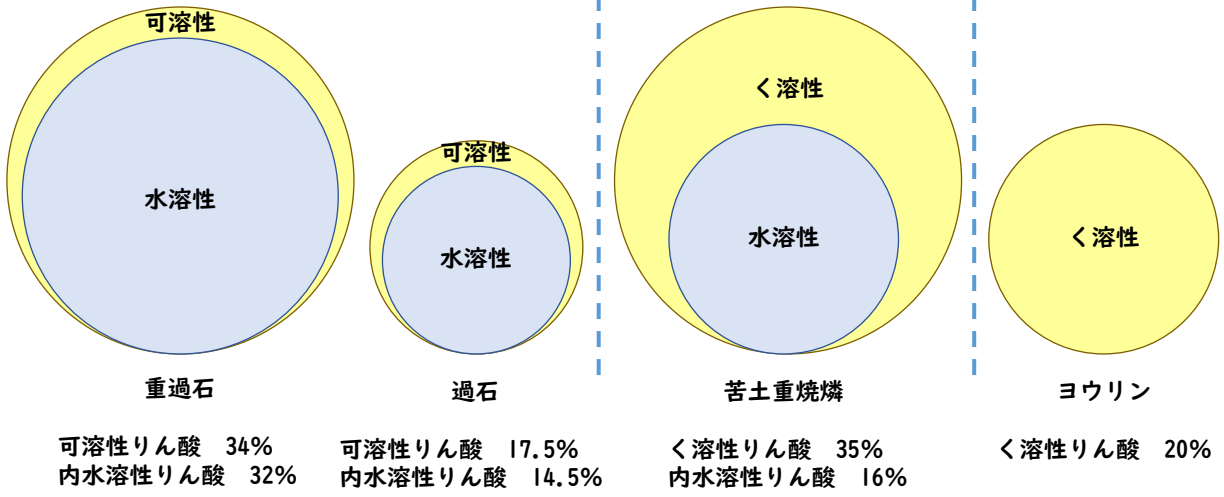 可溶性
水溶性
重過石
可溶性りん酸 34%
内水溶性りん酸 32%
可溶性
水溶性
過石
可溶性りん酸 17.5%
内水溶性りん酸 14.5%
く溶性
水溶性
苦土重焼燐
く溶性りん酸 35%
内水溶性りん酸 16%
く溶性
ヨウリン
く溶性りん酸 20%